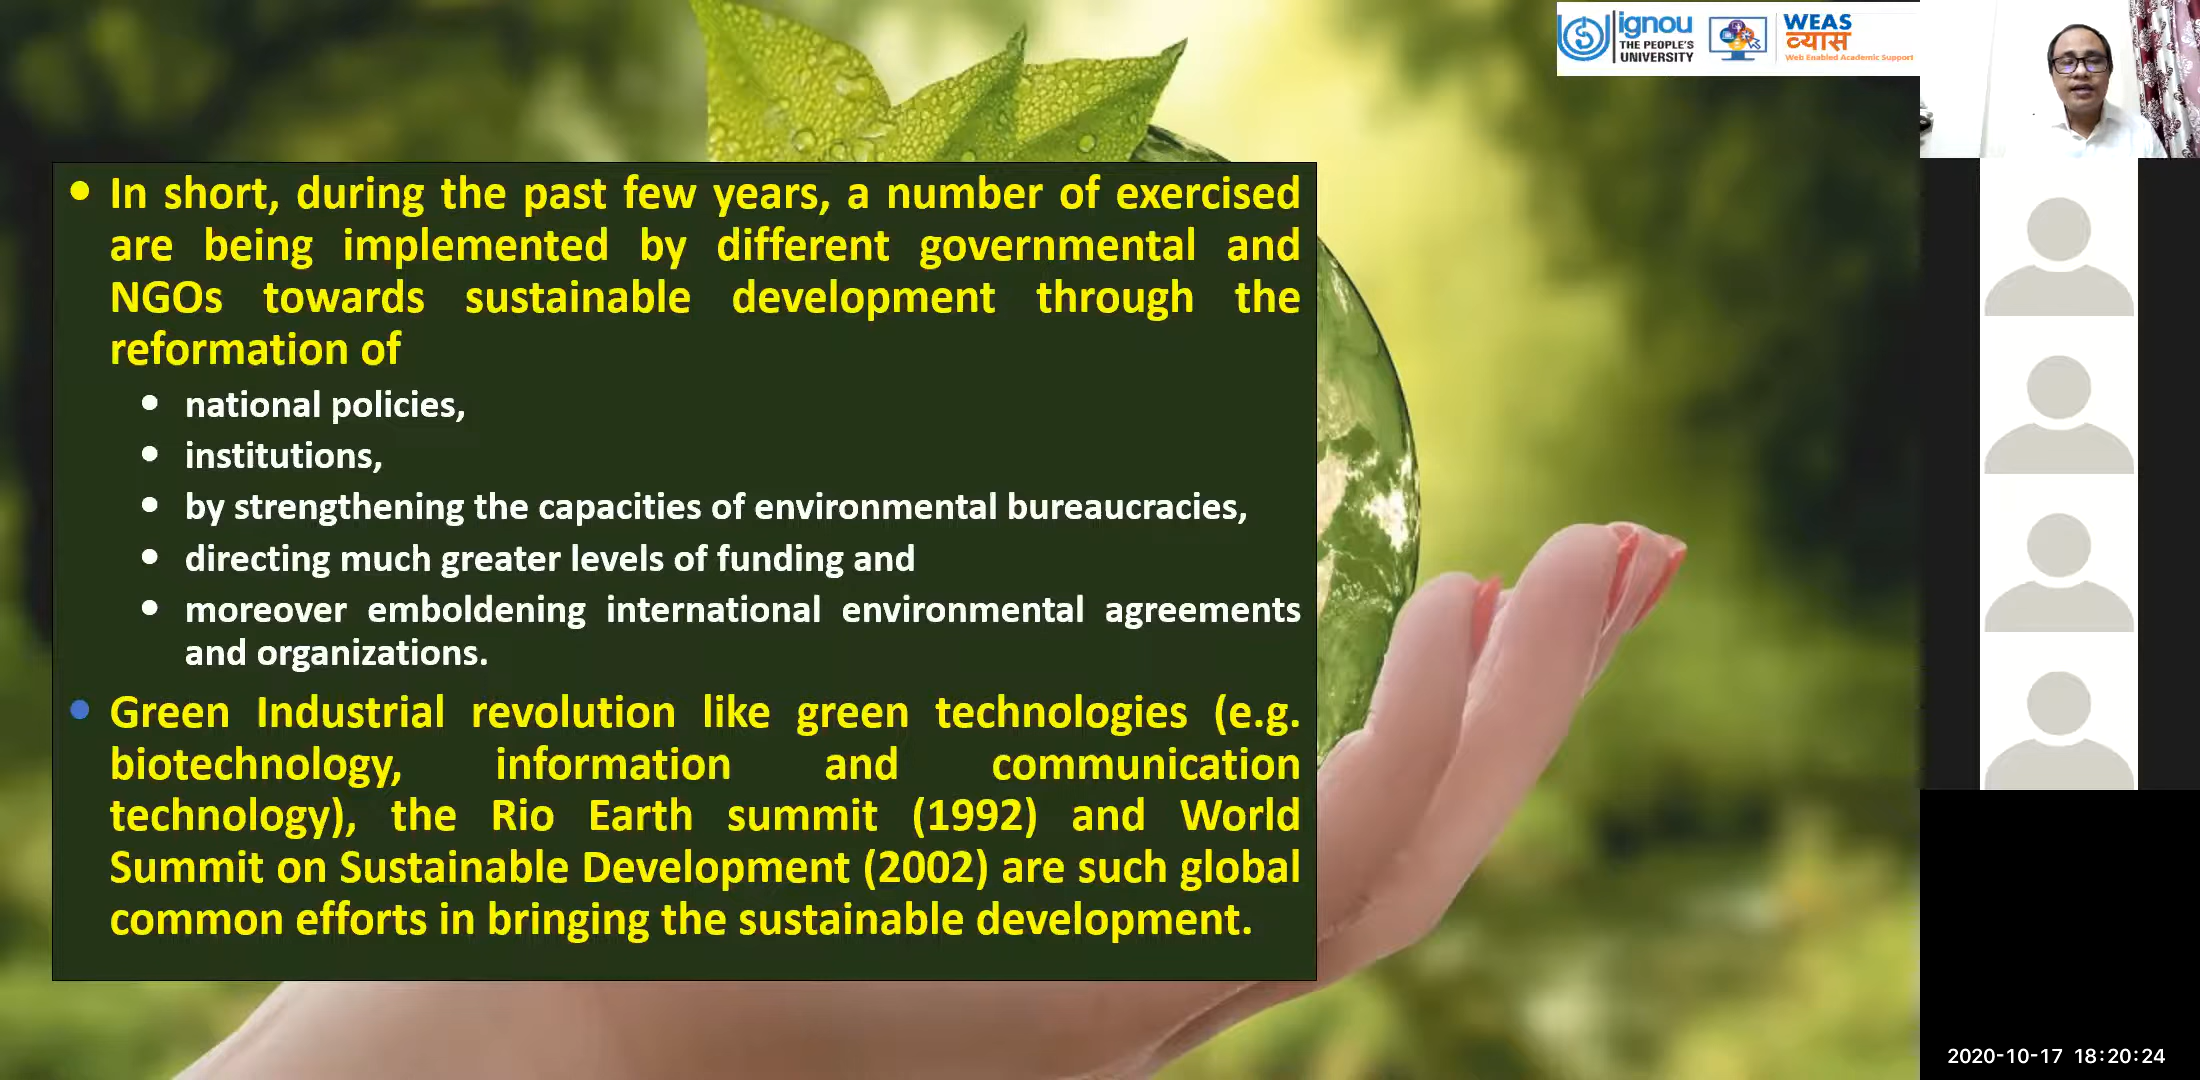 ignou
THE PEOPLE'S
UNIVERSITY
WEAS
व्यास
Web Enabled Academic Support
In short, during the past few years, a number of exercised
are being implemented by different governmental and
NGOs towards sustainable development through the
reformation of
national policies,
institutions,
by strengthening the capacities of environmental bureaucracies,
directing much greater levels of funding and
moreover emboldening international environmental agreements
and organizations.
Green Industrial revolution like green technologies (e.g.
biotechnology, information and communication
technology), the Rio Earth summit (1992) and World
Summit on Sustainable Development (2002) are such global
common efforts in bringing the sustainable development.
2020-10-17 18:20:24